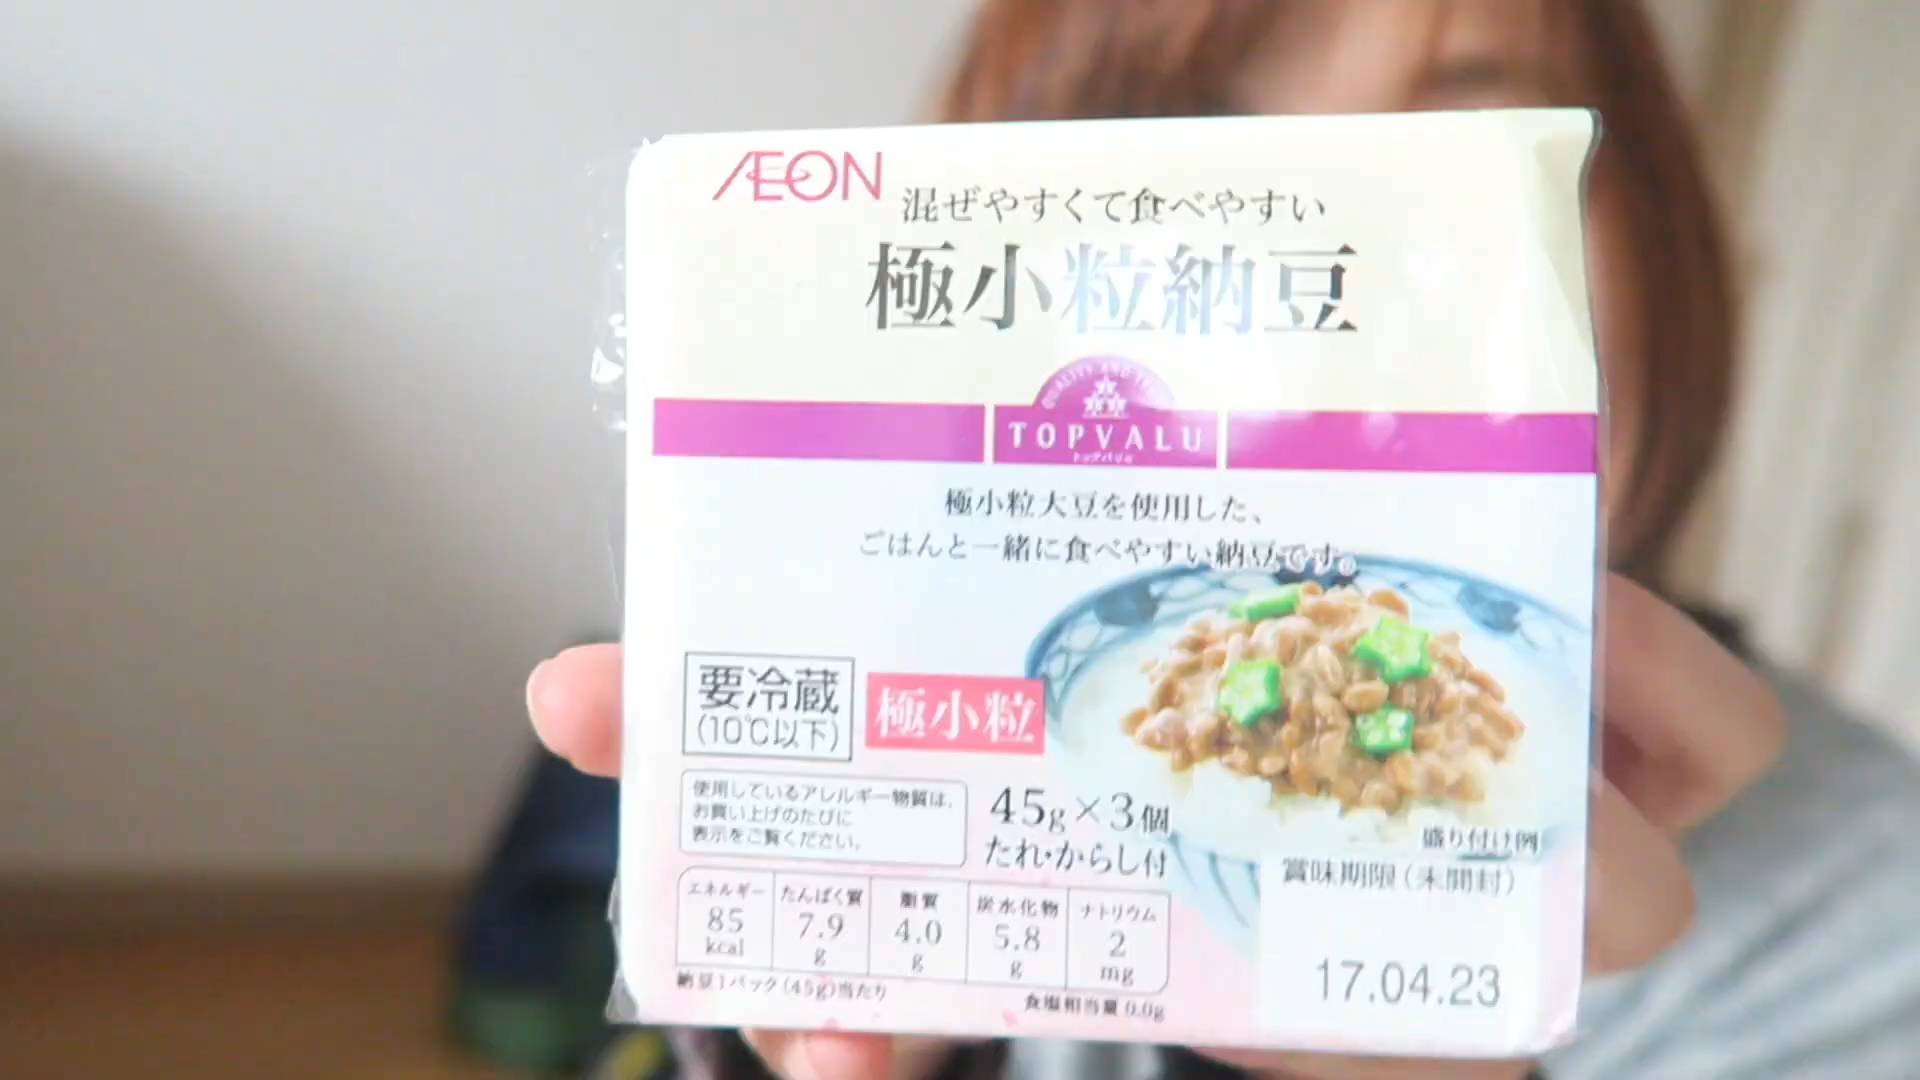 ÆON
混ぜやすくて食べやすい
極小粒納豆
QUALITY AND
TOPVALU
トップバリュ
極小粒大豆を使用した、
ごはんと一緒に食べやすい納豆です。
要冷蔵
(10℃以下)
極小粒
使用しているアレルギー物質は、
お買い上げのたびに
表示をご覧ください。
45g×3個
たれ・からし付
盛り付け例
賞味期限(未開封)
17.04.23
エネルギー たんぱく質 脂質 炭水化物 ナトリウム
85 7.9 4.0 5.8 2
kcal g g g mg
納豆1パック(45g)当たり
食塩相当量 0.0g